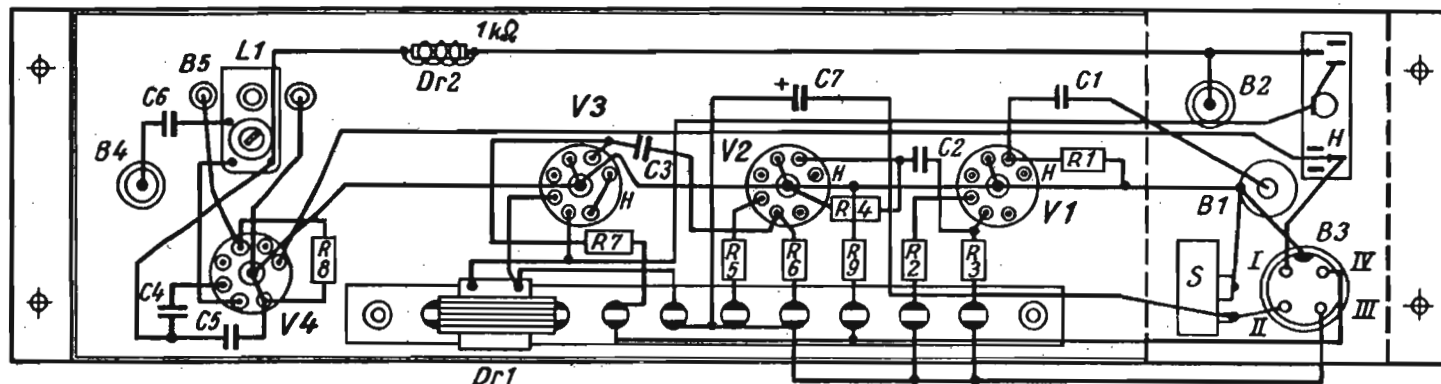 1kΩ
B5
L1
Dr2
C7
C1
B2
C6
V3
V2
C2
H
B4
C3
H
R1
H
R4
V1
B1
H
B3
R7
R8
R5
R6
R9
R2
R3
S
I
IV
C4
C5
V4
II
III
Dr1